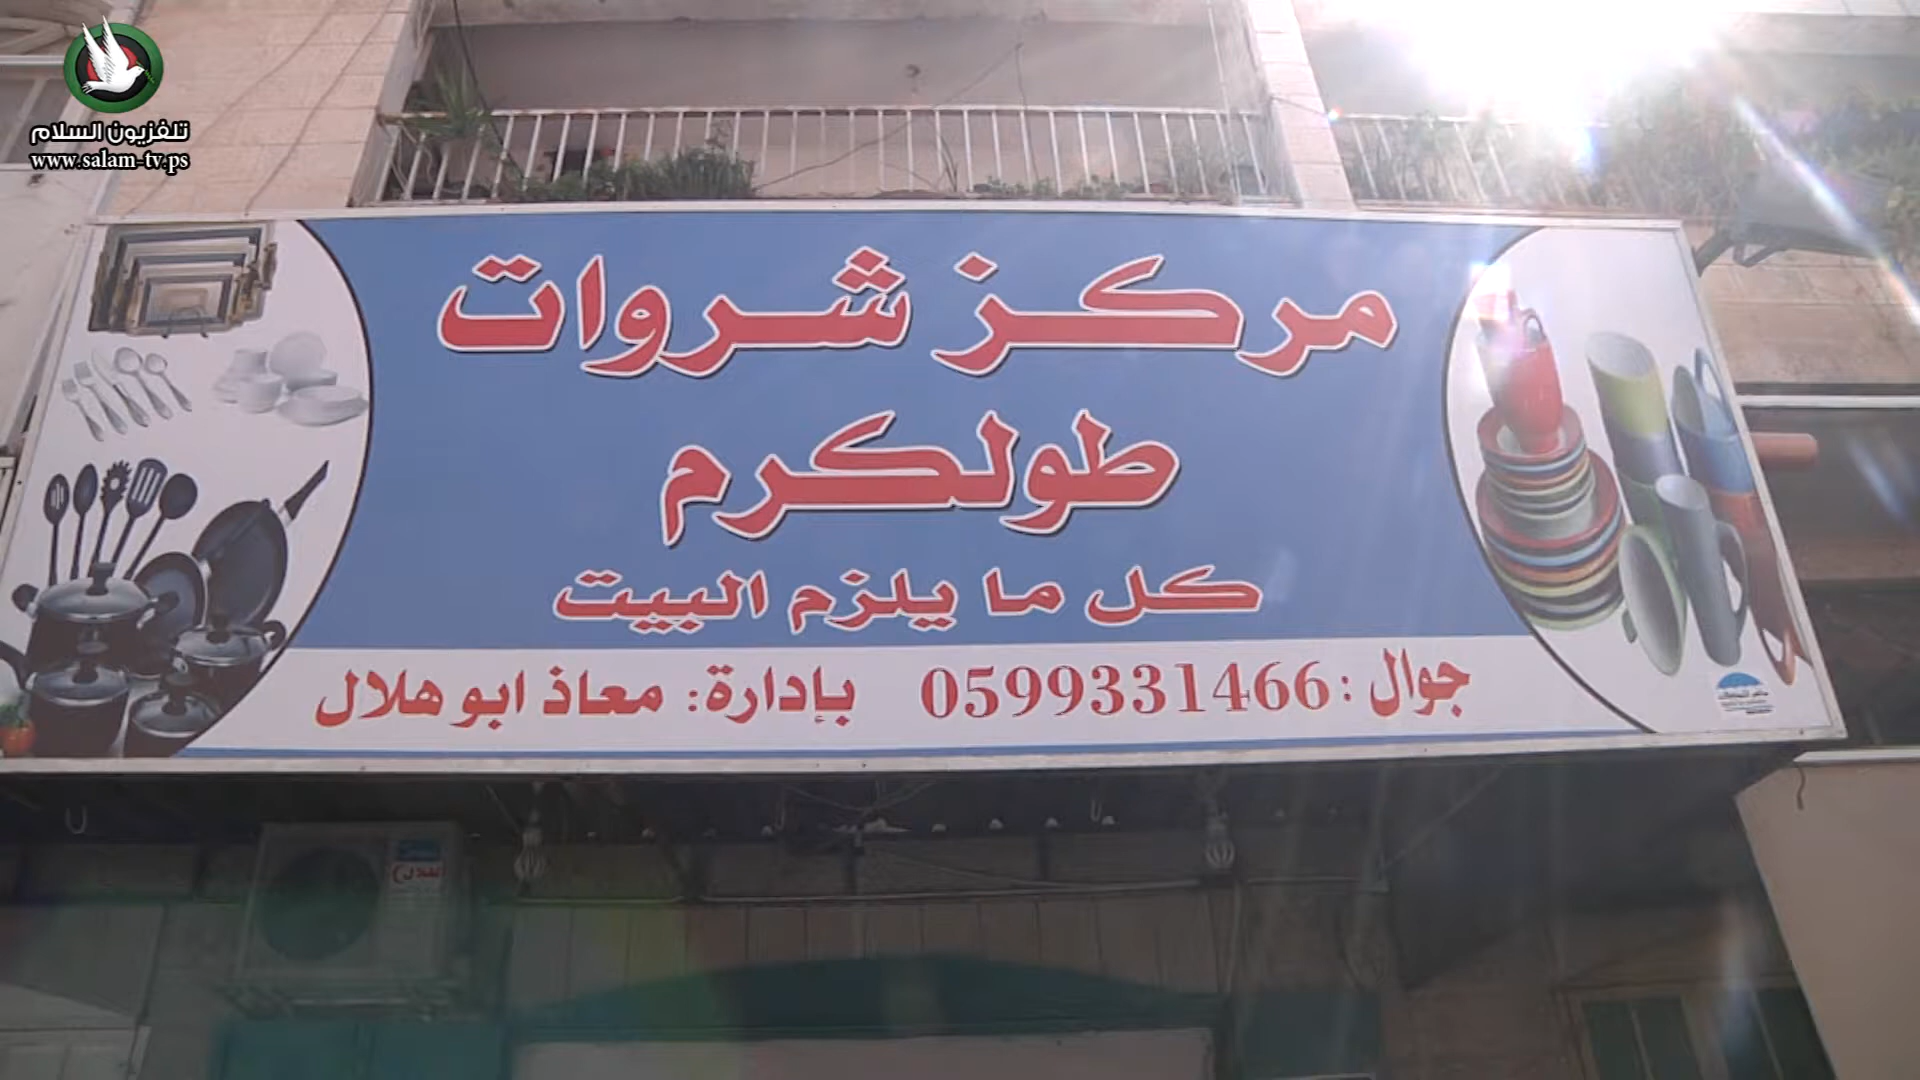 تلفزيون السلام
www.salam-tv.ps
مركز شروات
طولكرم
كل ما يلزم البيت
جوال : 0599331466 بإدارة: معاذ ابو هلال